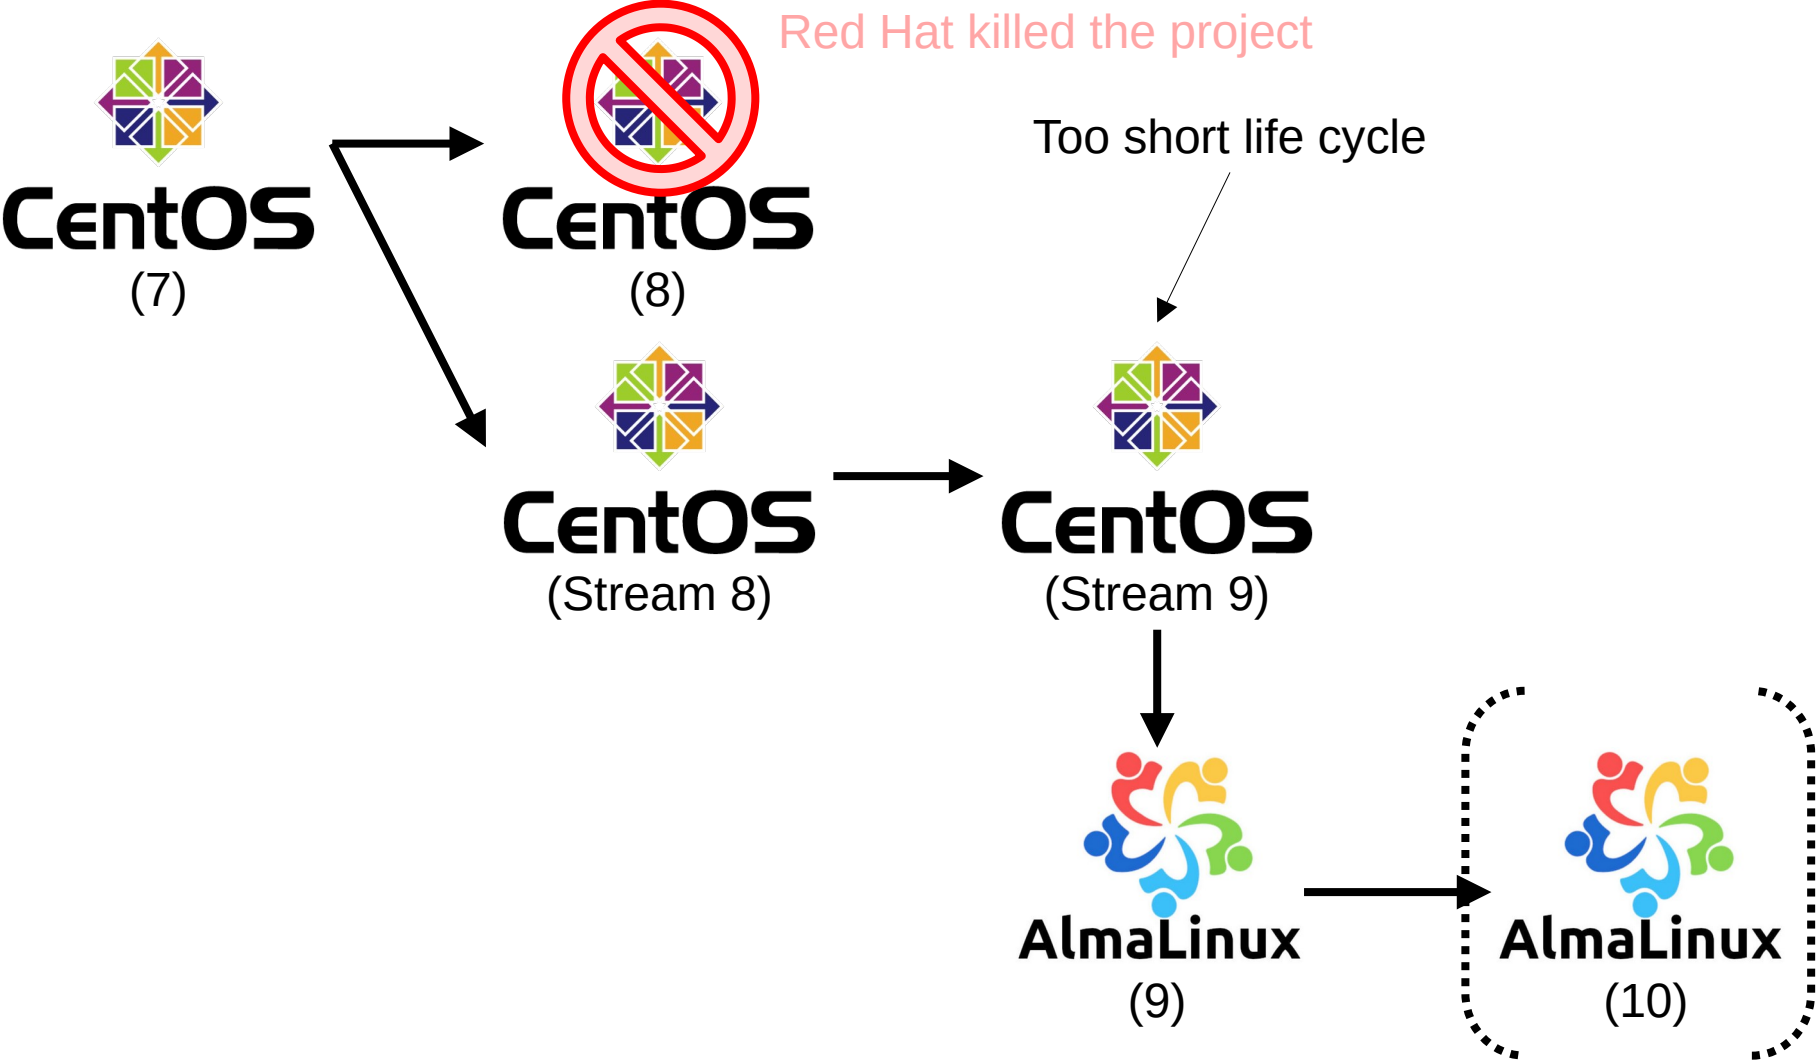 Red Hat killed the project
Too short life cycle
CentOS
(7)
CentOS
(8)
CentOS
(Stream 8)
CentOS
(Stream 9)
AlmaLinux
(9)
AlmaLinux
(10)